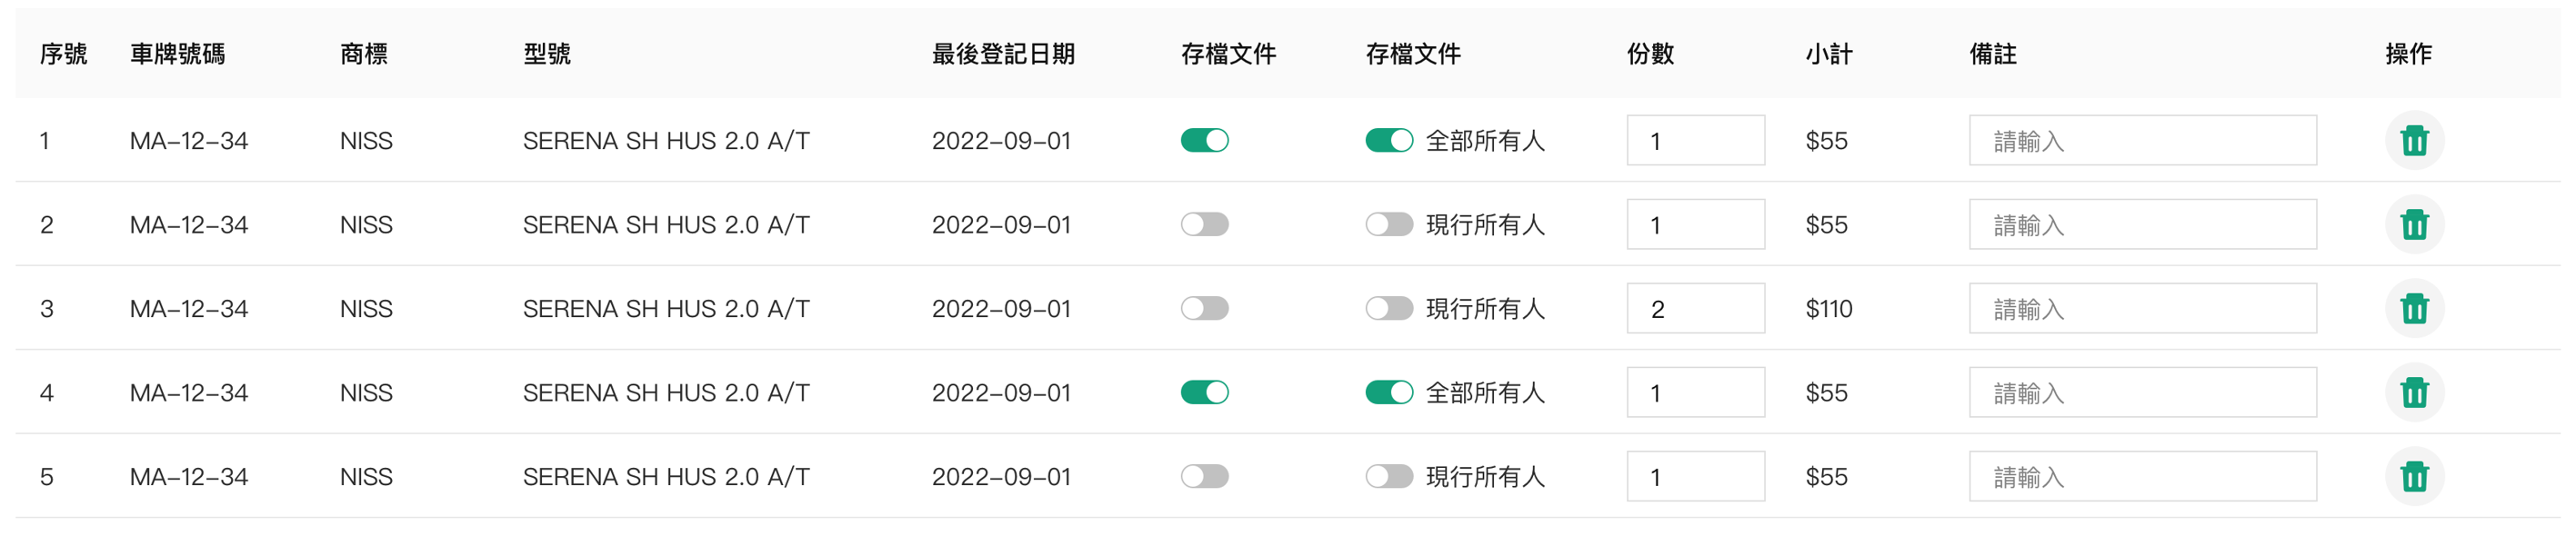 序號 車牌號碼 商標 型號 最後登記日期 存檔文件 存檔文件 份數 小計 備註 操作
1 MA-12-34 NISS SERENA SH HUS 2.0 A/T 2022-09-01 全部所有人 1 $55 請輸入
2 MA-12-34 NISS SERENA SH HUS 2.0 A/T 2022-09-01 現行所有人 1 $55 請輸入
3 MA-12-34 NISS SERENA SH HUS 2.0 A/T 2022-09-01 現行所有人 2 $110 請輸入
4 MA-12-34 NISS SERENA SH HUS 2.0 A/T 2022-09-01 全部所有人 1 $55 請輸入
5 MA-12-34 NISS SERENA SH HUS 2.0 A/T 2022-09-01 現行所有人 1 $55 請輸入